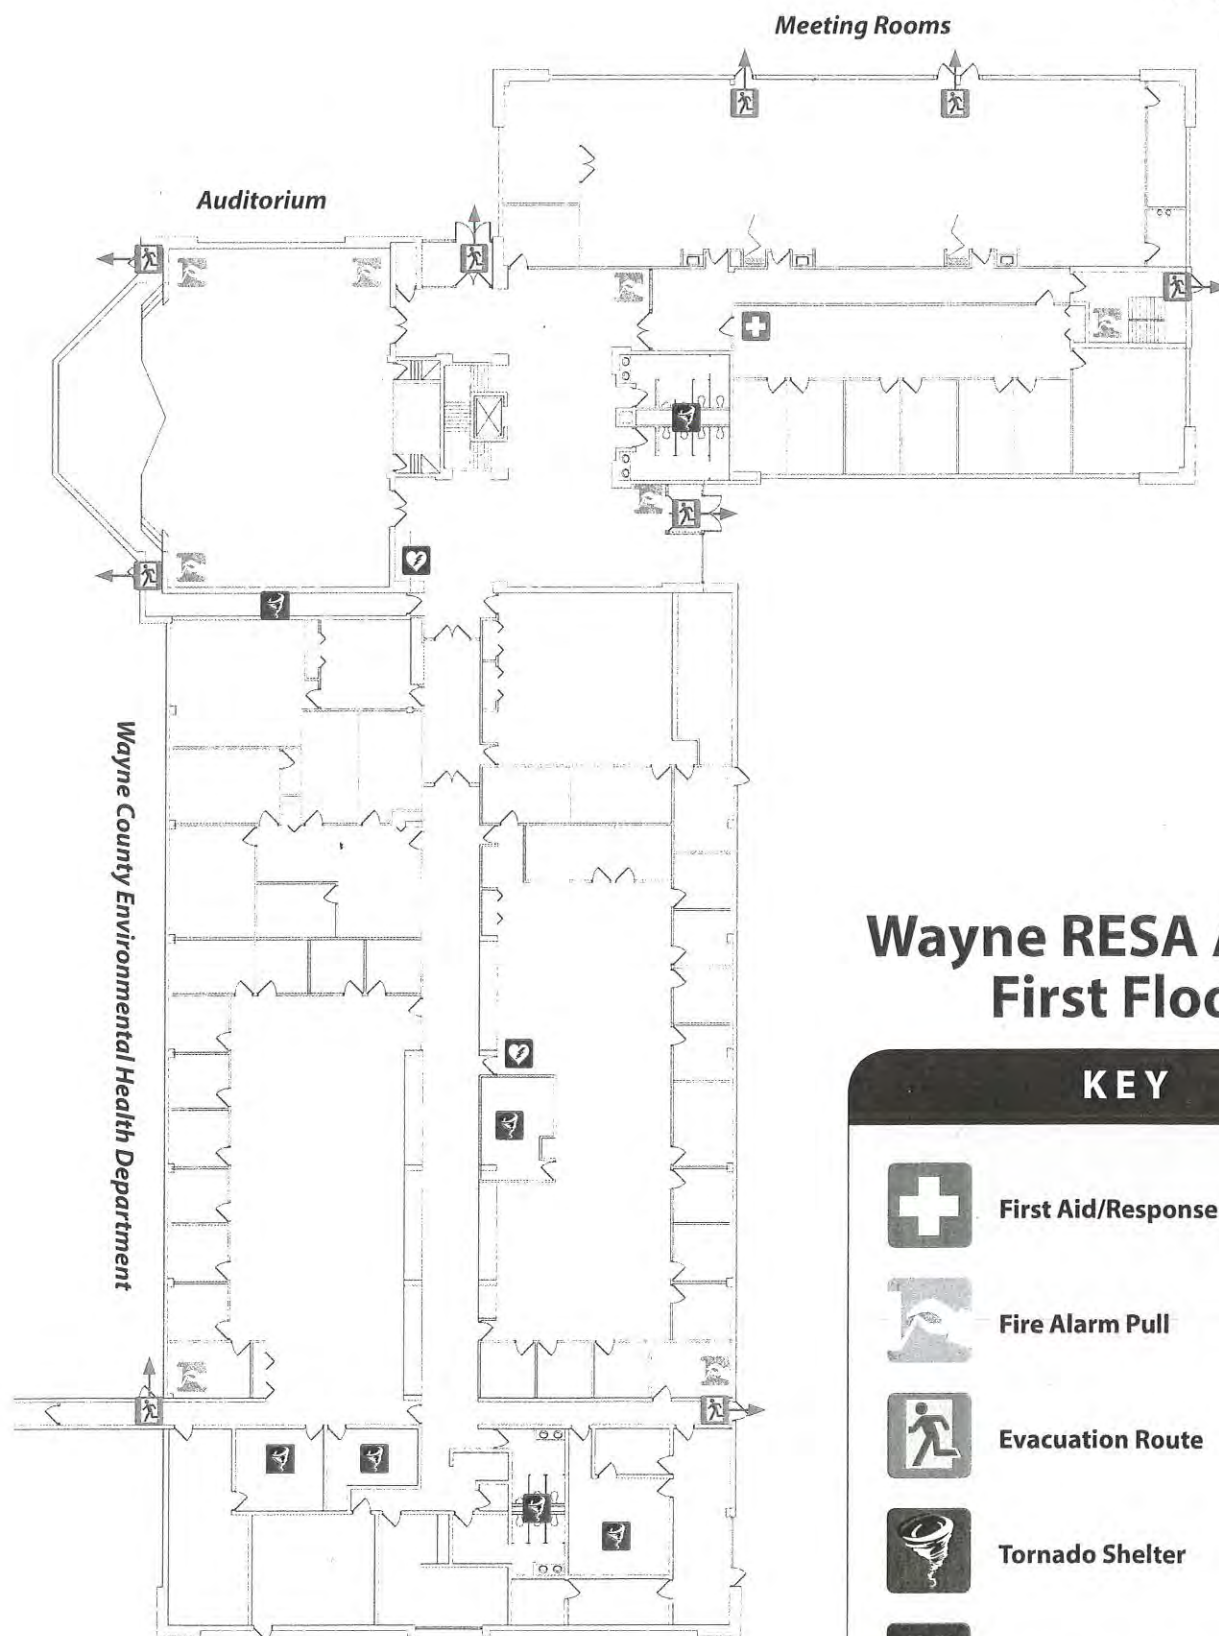 Meeting Rooms
Auditorium
Wayne County Environmental Health Department
Wayne RESA
First Floo
KEY
First Aid/Response
Fire Alarm Pull
Evacuation Route
Tornado Shelter